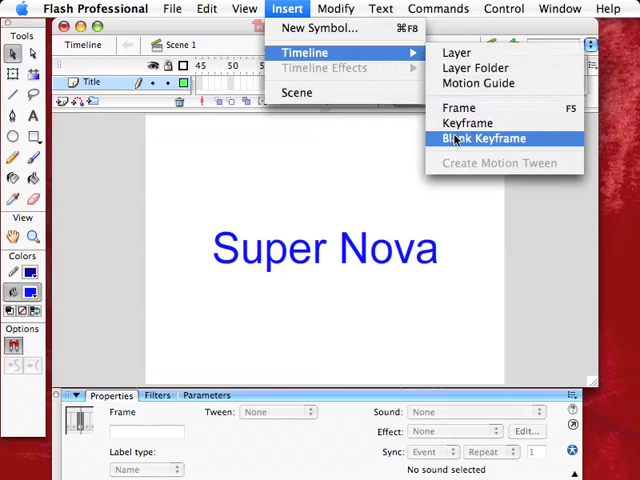 Flash Professional File Edit View Insert Modify Text Commands Control Window Help
Tools
Timeline
Scene 1
New Symbol... ⌘F8
Timeline
Timeline Effects
Scene
Layer
Layer Folder
Motion Guide
Frame F5
Keyframe
Blank Keyframe
Create Motion Tween
45 50 55 60 65
Title
Super Nova
View
Colors
Options
Properties Filters Parameters
Frame
Tween: None
Sound: None
Effect: None Edit...
Label type:
Sync: Event Repeat 1
Name
No sound selected